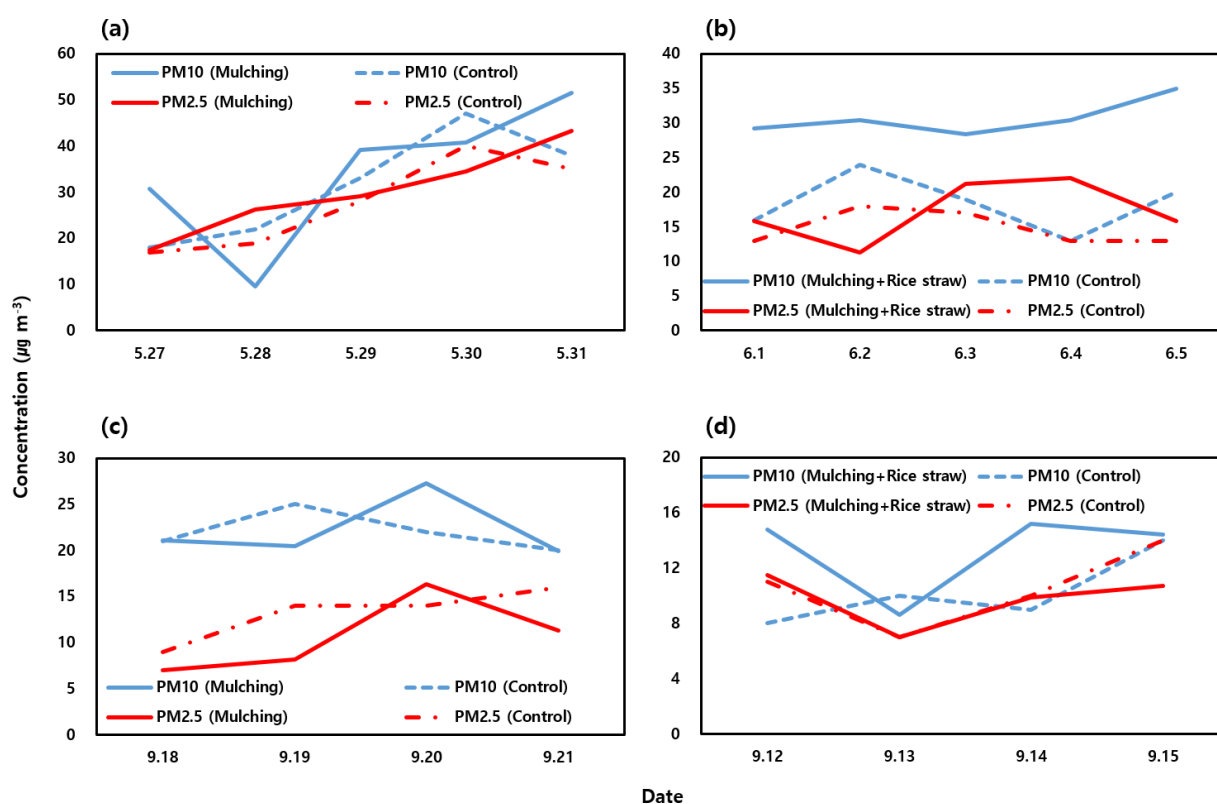 (a)
60
50
40
30
20
10
0
PM10 (Mulching) PM10 (Control)
PM2.5 (Mulching) PM2.5 (Control)
5.27 5.28 5.29 5.30 5.31
(b)
40
35
30
25
20
15
10
5
0
PM10 (Mulching+Rice straw) PM10 (Control)
PM2.5 (Mulching+Rice straw) PM2.5 (Control)
6.1 6.2 6.3 6.4 6.5
Concentration (㎍ m⁻³)
(c)
30
25
20
15
10
5
0
PM10 (Mulching) PM10 (Control)
PM2.5 (Mulching) PM2.5 (Control)
9.18 9.19 9.20 9.21
(d)
20
16
12
8
4
0
PM10 (Mulching+Rice straw) PM10 (Control)
PM2.5 (Mulching+Rice straw) PM2.5 (Control)
9.12 9.13 9.14 9.15
Date